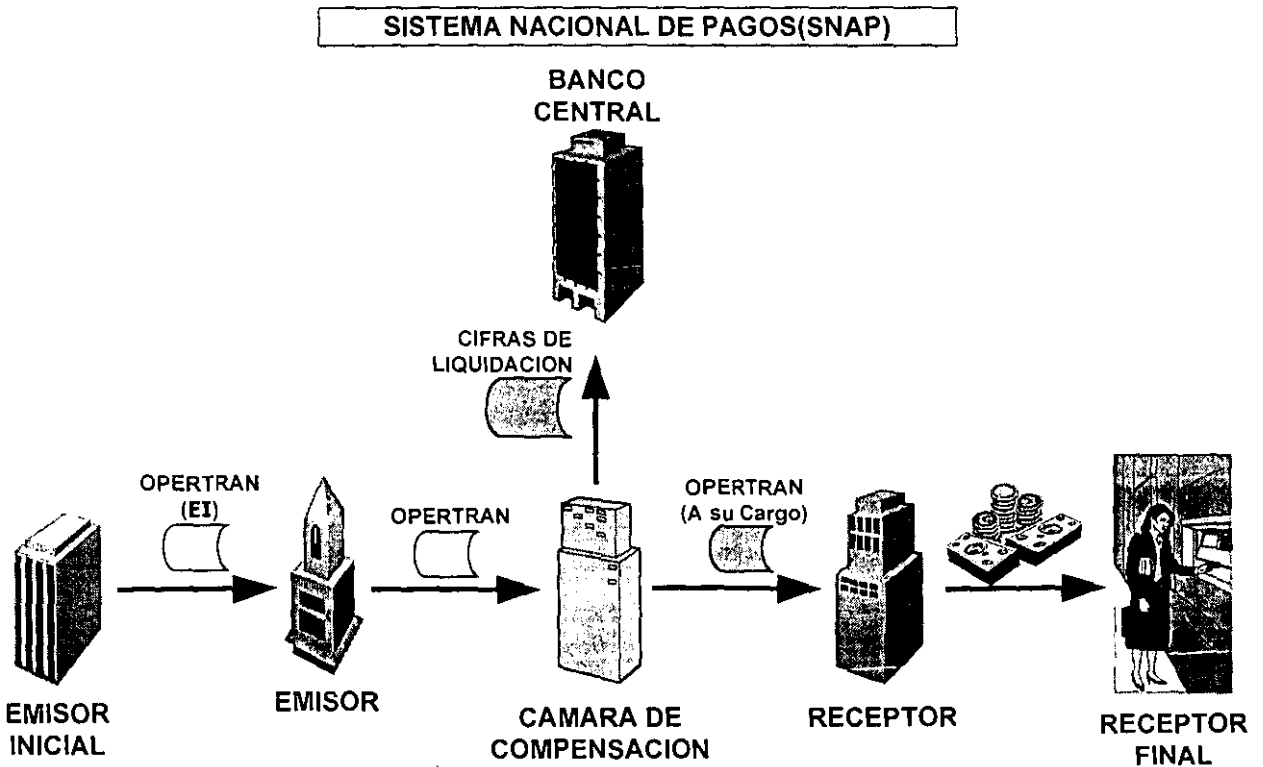 SISTEMA NACIONAL DE PAGOS(SNAP)
BANCO
CENTRAL
CIFRAS DE
LIQUIDACION
OPERTRAN
(EI)
OPERTRAN
OPERTRAN
(A su Cargo)
EMISOR
INICIAL
EMISOR
CAMARA DE
COMPENSACION
RECEPTOR
RECEPTOR
FINAL